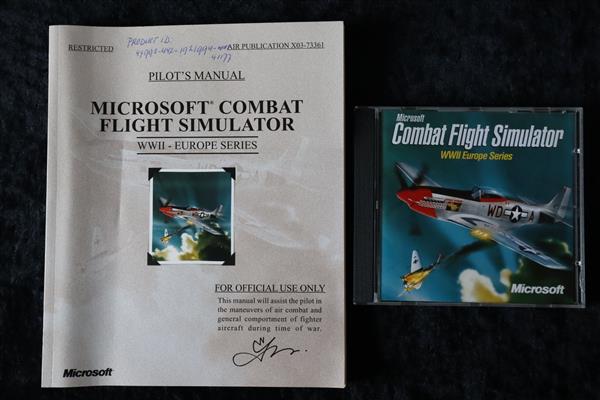 PRODUCT ID:
RESTRICTED
AIR PUBLICATION X03-73361
41177
PILOT'S MANUAL
MICROSOFT® COMBAT
FLIGHT SIMULATOR
WWII - EUROPE SERIES
FOR OFFICIAL USE ONLY
This manual will assist the pilot in
the maneuvers of air combat and
general comportment of fighter
aircraft during time of war.
Microsoft
Microsoft
Combat Flight Simulator
WWII Europe Series
WD
A
Microsoft